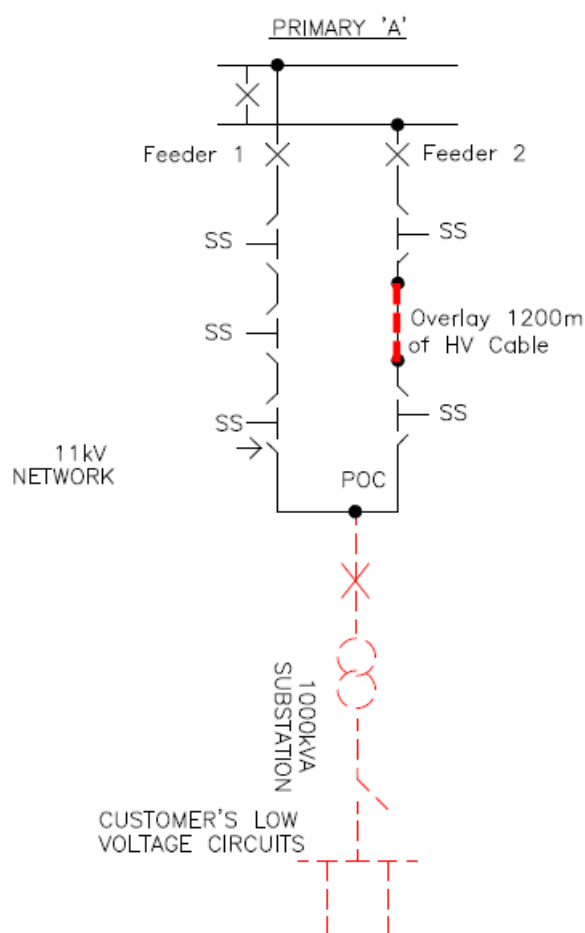 PRIMARY 'A'
Feeder 1
Feeder 2
SS
SS
SS
Overlay 1200m
of HV Cable
SS
SS
11kV
NETWORK
POC
1000kVA
SUBSTATION
CUSTOMER'S LOW
VOLTAGE CIRCUITS